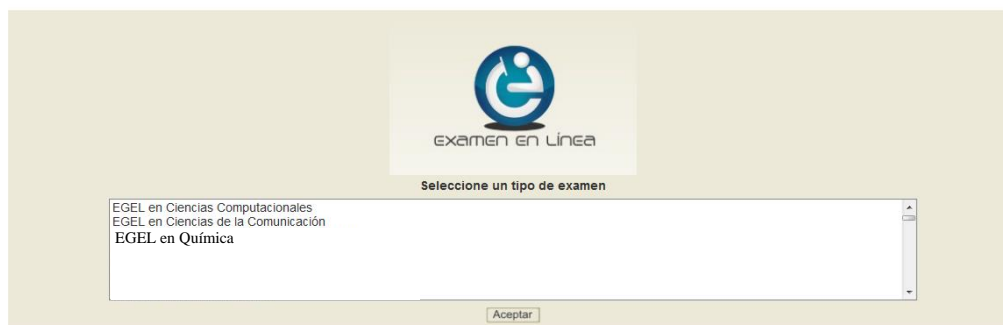 examen en Línea
Seleccione un tipo de examen
EGEL en Ciencias Computacionales
EGEL en Ciencias de la Comunicación
EGEL en Química
Aceptar